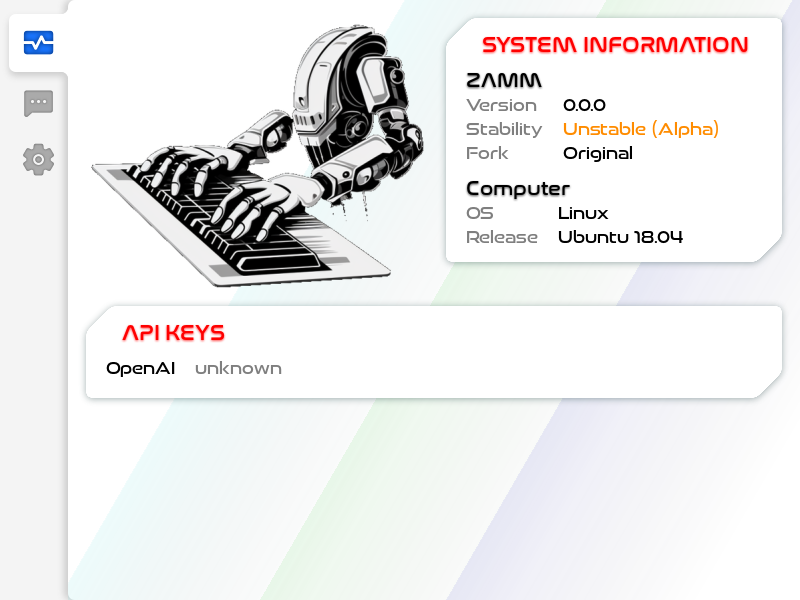 SYSTEM INFORMATION
ZAMM
Version 0.0.0
Stability Unstable (Alpha)
Fork Original
Computer
OS Linux
Release Ubuntu 18.04
API KEYS
OpenAI unknown